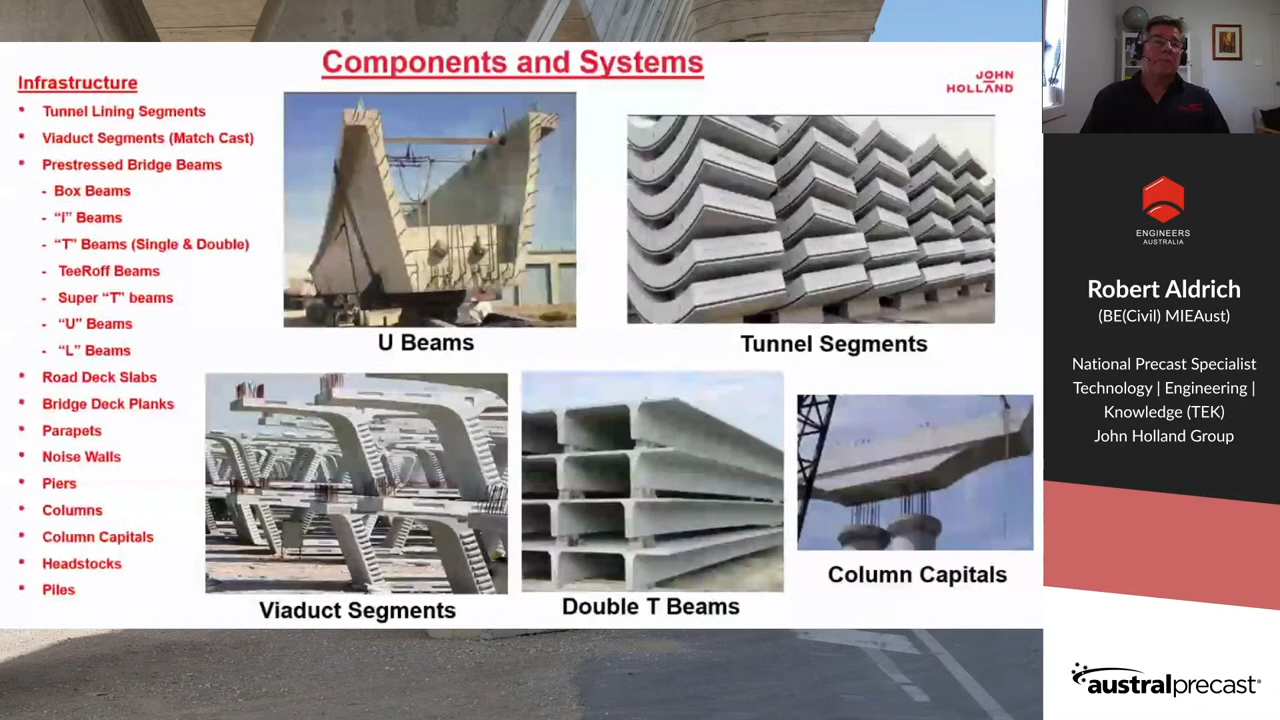 Components and Systems
JOHN
HOLLAND
Infrastructure
• Tunnel Lining Segments
• Viaduct Segments (Match Cast)
• Prestressed Bridge Beams
- Box Beams
- “I” Beams
- “T” Beams (Single & Double)
- TeeRoff Beams
- Super “T” beams
- “U” Beams
- “L” Beams
• Road Deck Slabs
• Bridge Deck Planks
• Parapets
• Noise Walls
• Piers
• Columns
• Column Capitals
• Headstocks
• Piles
U Beams
Tunnel Segments
Viaduct Segments
Double T Beams
Column Capitals
ENGINEERS
AUSTRALIA
Robert Aldrich
(BE(Civil) MIEAust)
National Precast Specialist
Technology | Engineering |
Knowledge (TEK)
John Holland Group
australprecast®